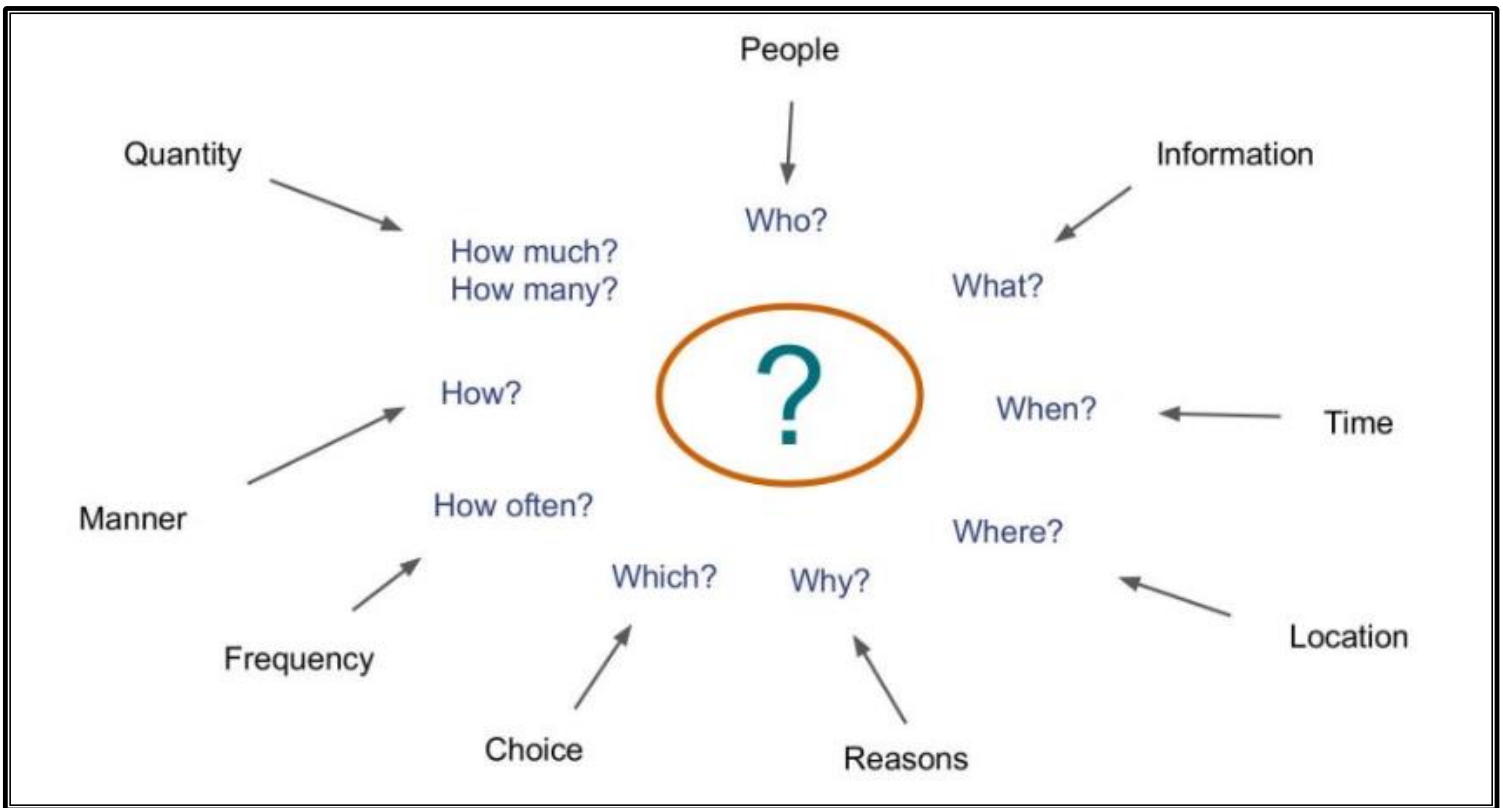 People
Quantity
Information
Who?
How much?
How many?
What?
?
How?
When?
Time
Manner
How often?
Where?
Which?
Why?
Frequency
Location
Choice
Reasons